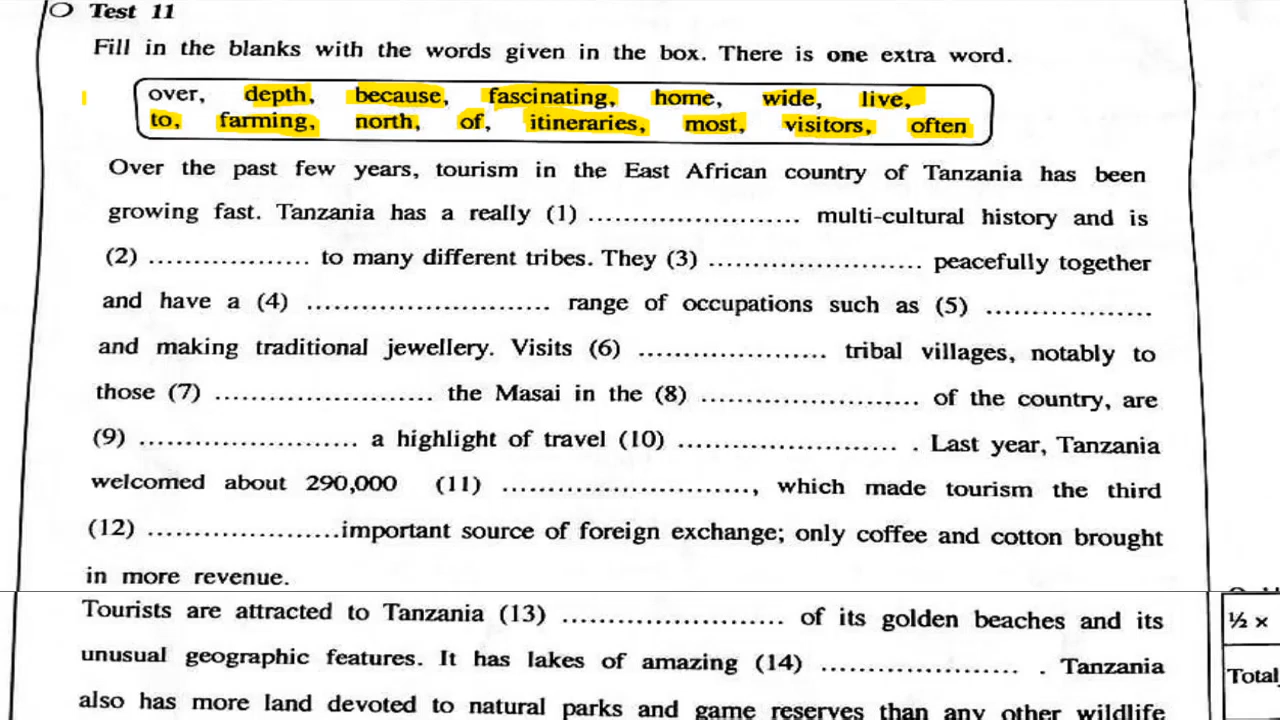 Test 11
Fill in the blanks with the words given in the box. There is one extra word.
over, depth, because, fascinating, home, wide, live,
to, farming, north, of, itineraries, most, visitors, often
Over the past few years, tourism in the East African country of Tanzania has been
growing fast. Tanzania has a really (1) ........................ multi-cultural history and is
(2) .................. to many different tribes. They (3) ........................ peacefully together
and have a (4) ........................... range of occupations such as (5) ...................
and making traditional jewellery. Visits (6) ..................... tribal villages, notably to
those (7) ........................ the Masai in the (8) ........................ of the country, are
(9) ........................ a highlight of travel (10) ........................ . Last year, Tanzania
welcomed about 290,000 (11) ..........................., which made tourism the third
(12) .....................important source of foreign exchange; only coffee and cotton brought
in more revenue.
Tourists are attracted to Tanzania (13) ........................ of its golden beaches and its
½ ×
unusual geographic features. It has lakes of amazing (14) ...................... . Tanzania
Total
also has more land devoted to natural parks and game reserves than any other wildlife